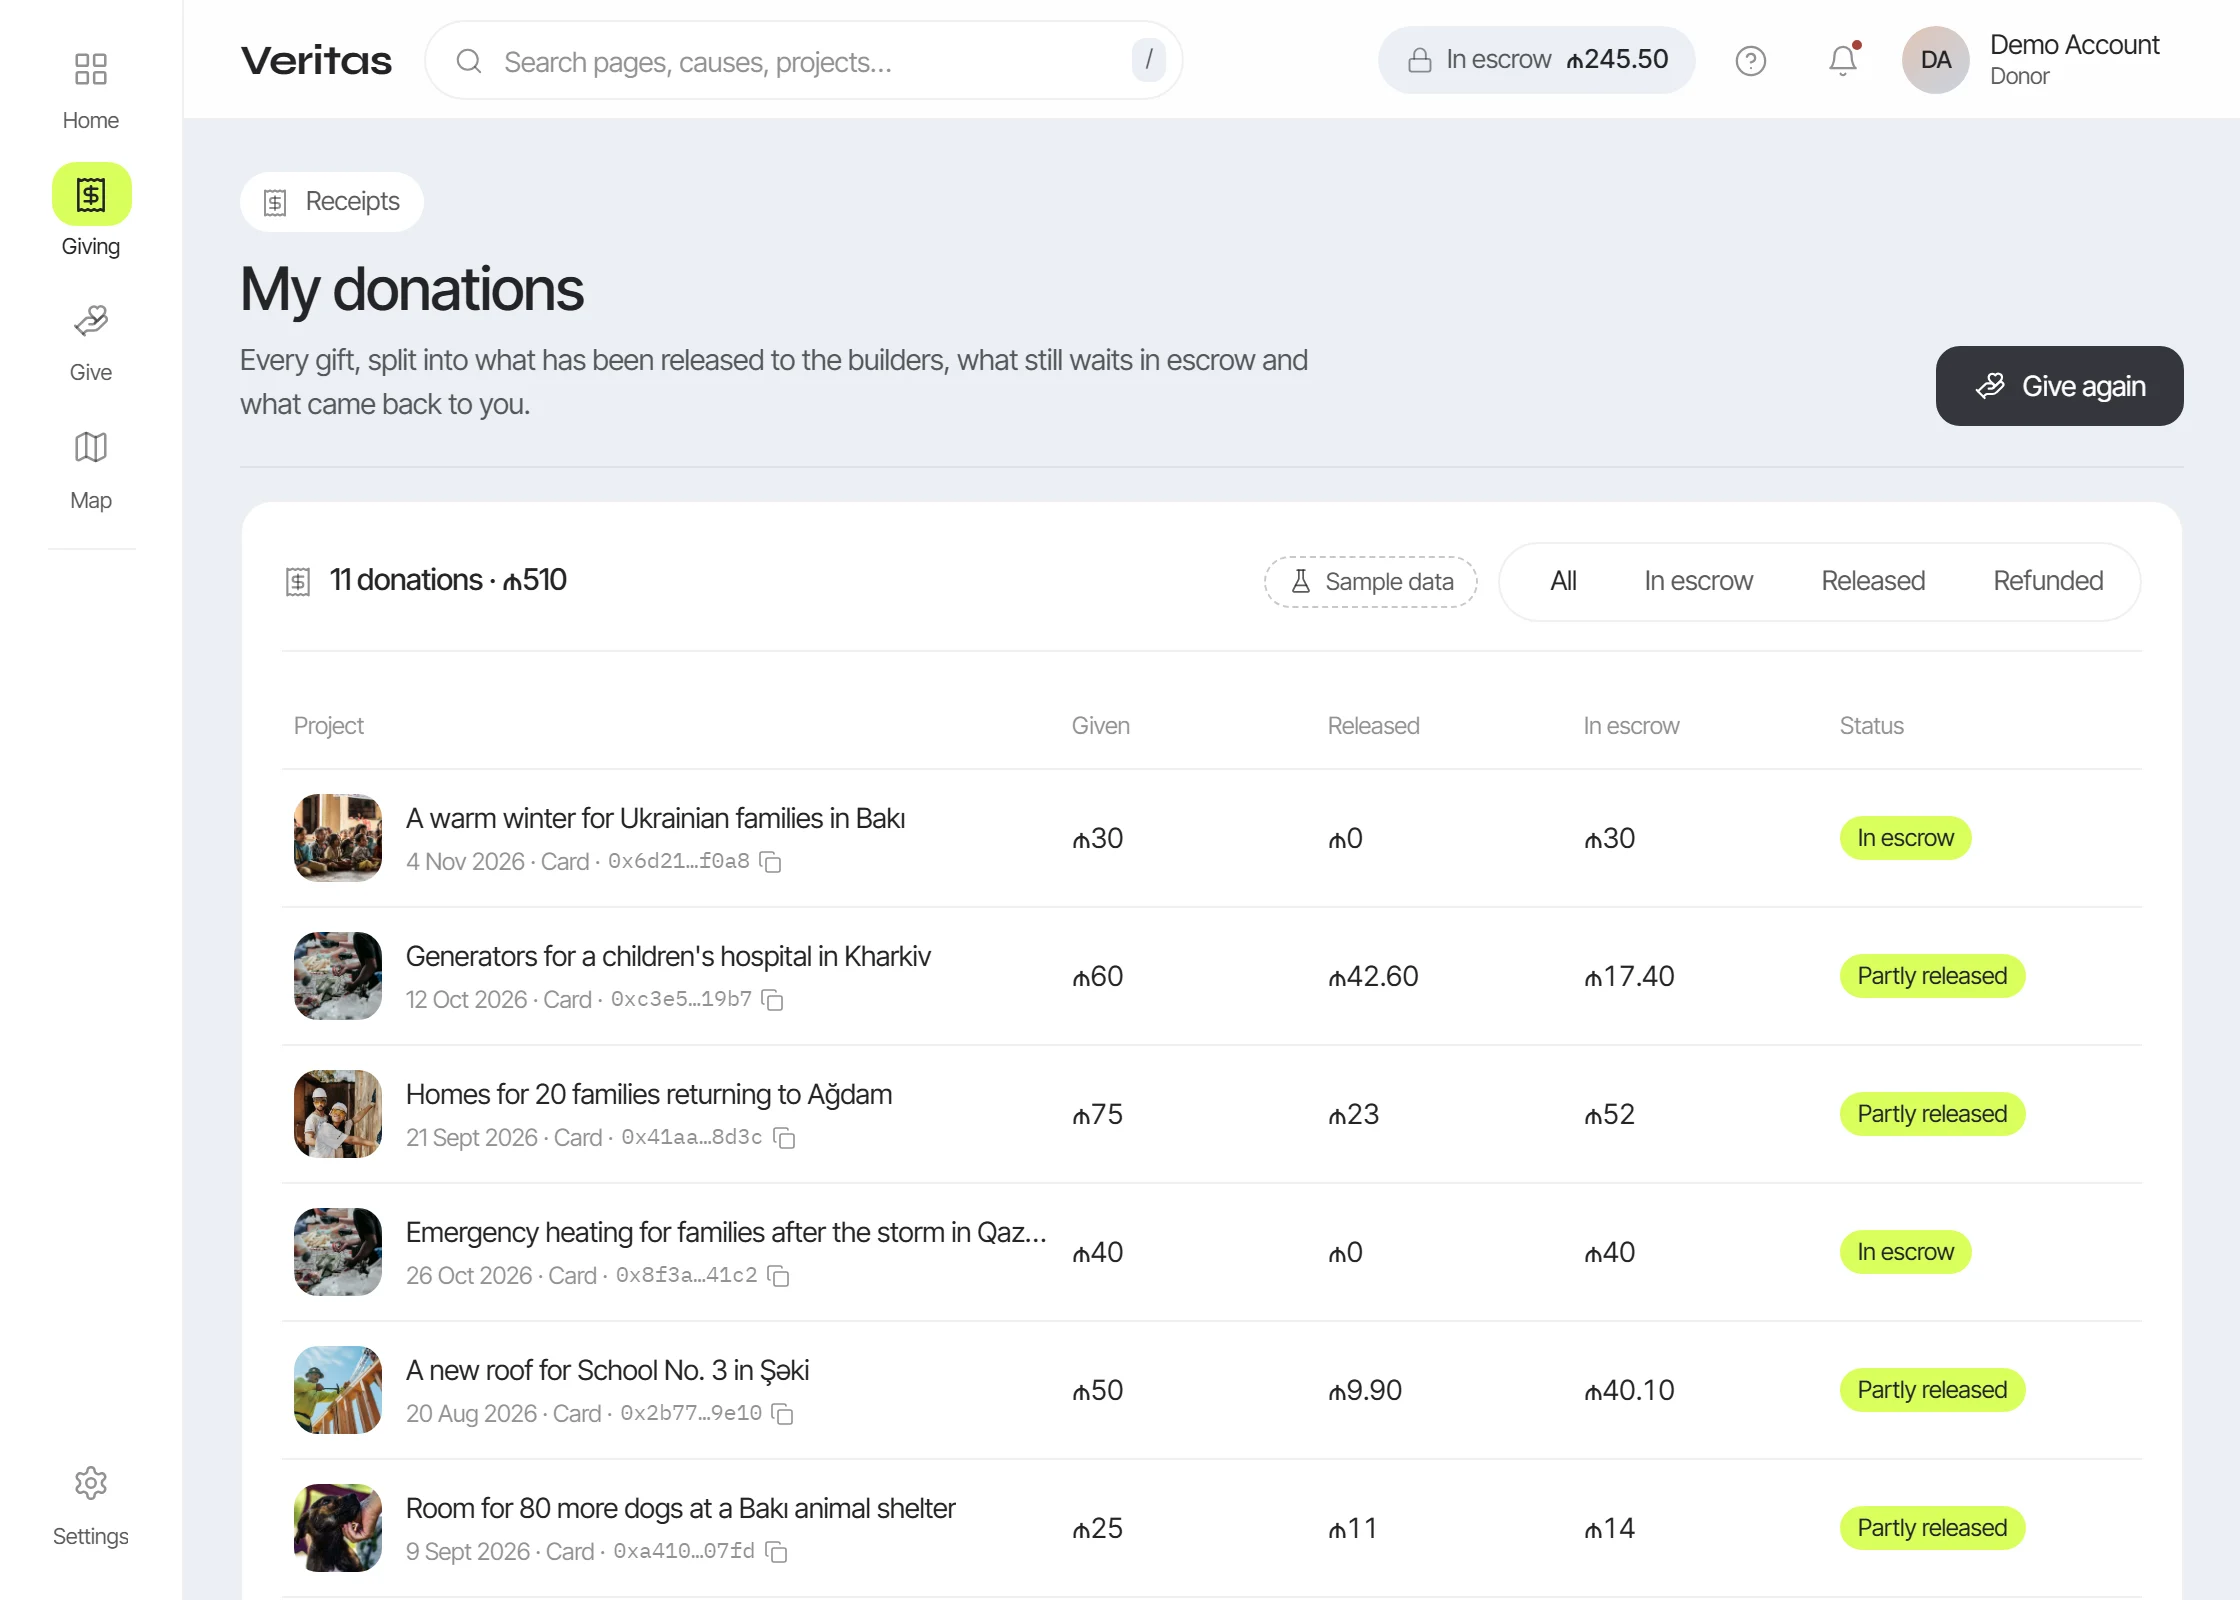 Veritas
Search pages, causes, projects...
/
In escrow ₼245.50
DA
Demo Account
Donor
Home
Giving
Give
Map
Settings
Receipts
My donations
Every gift, split into what has been released to the builders, what still waits in escrow and
what came back to you.
Give again
11 donations · ₼510
Sample data
All
In escrow
Released
Refunded
Project
Given
Released
In escrow
Status
A warm winter for Ukrainian families in Bakı
4 Nov 2026 · Card · 0x6d21…f0a8
₼30
₼0
₼30
In escrow
Generators for a children's hospital in Kharkiv
12 Oct 2026 · Card · 0xc3e5…19b7
₼60
₼42.60
₼17.40
Partly released
Homes for 20 families returning to Ağdam
21 Sept 2026 · Card · 0x41aa…8d3c
₼75
₼23
₼52
Partly released
Emergency heating for families after the storm in Qaz...
26 Oct 2026 · Card · 0x8f3a…41c2
₼40
₼0
₼40
In escrow
A new roof for School No. 3 in Şəki
20 Aug 2026 · Card · 0x2b77…9e10
₼50
₼9.90
₼40.10
Partly released
Room for 80 more dogs at a Bakı animal shelter
9 Sept 2026 · Card · 0xa410…07fd
₼25
₼11
₼14
Partly released